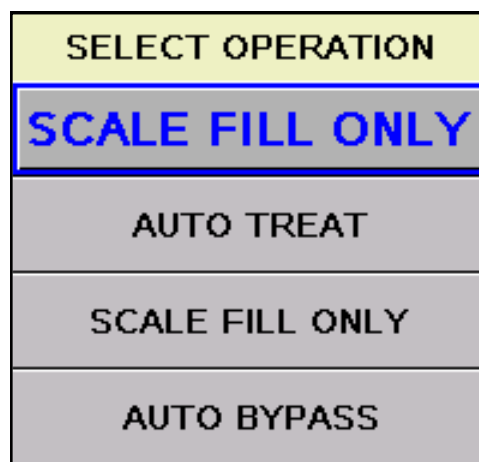 SELECT OPERATION
SCALE FILL ONLY
AUTO TREAT
SCALE FILL ONLY
AUTO BYPASS